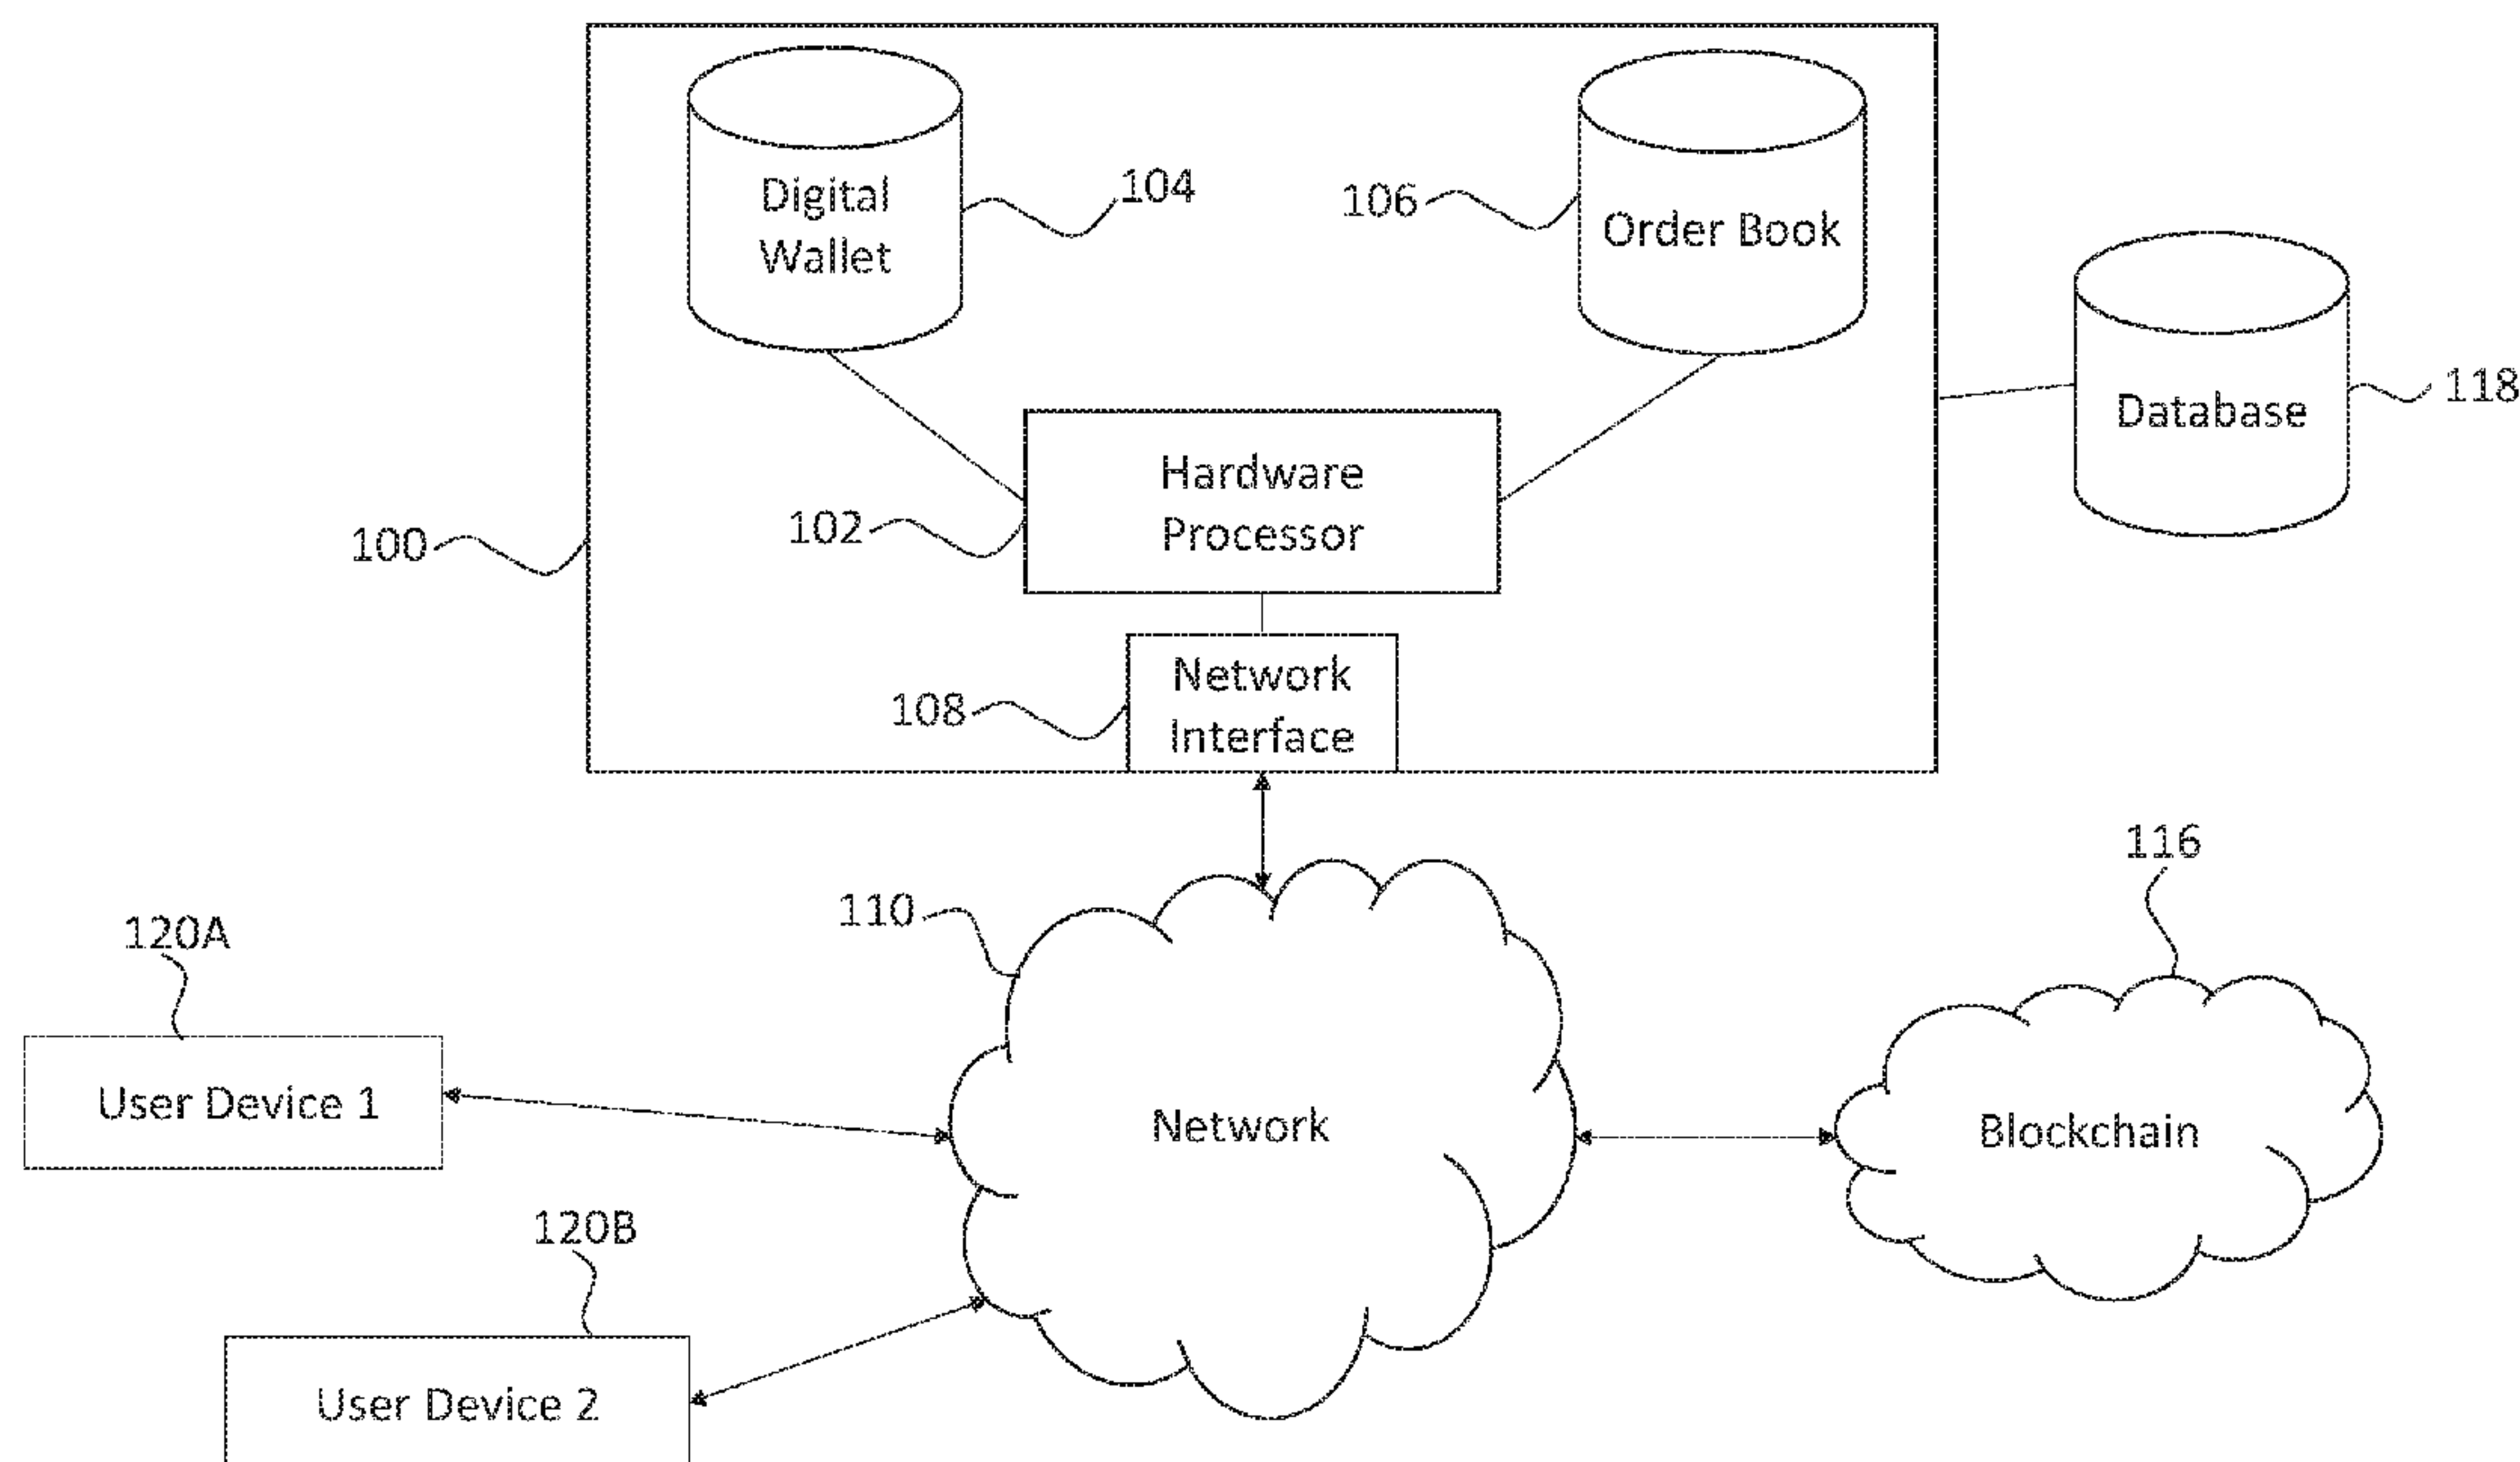 Digital
Wallet
104
106
Order Book
Database
118
Hardware
Processor
102
100
Network
Interface
108
116
110
120A
User Device 1
Network
Blockchain
120B
User Device 2